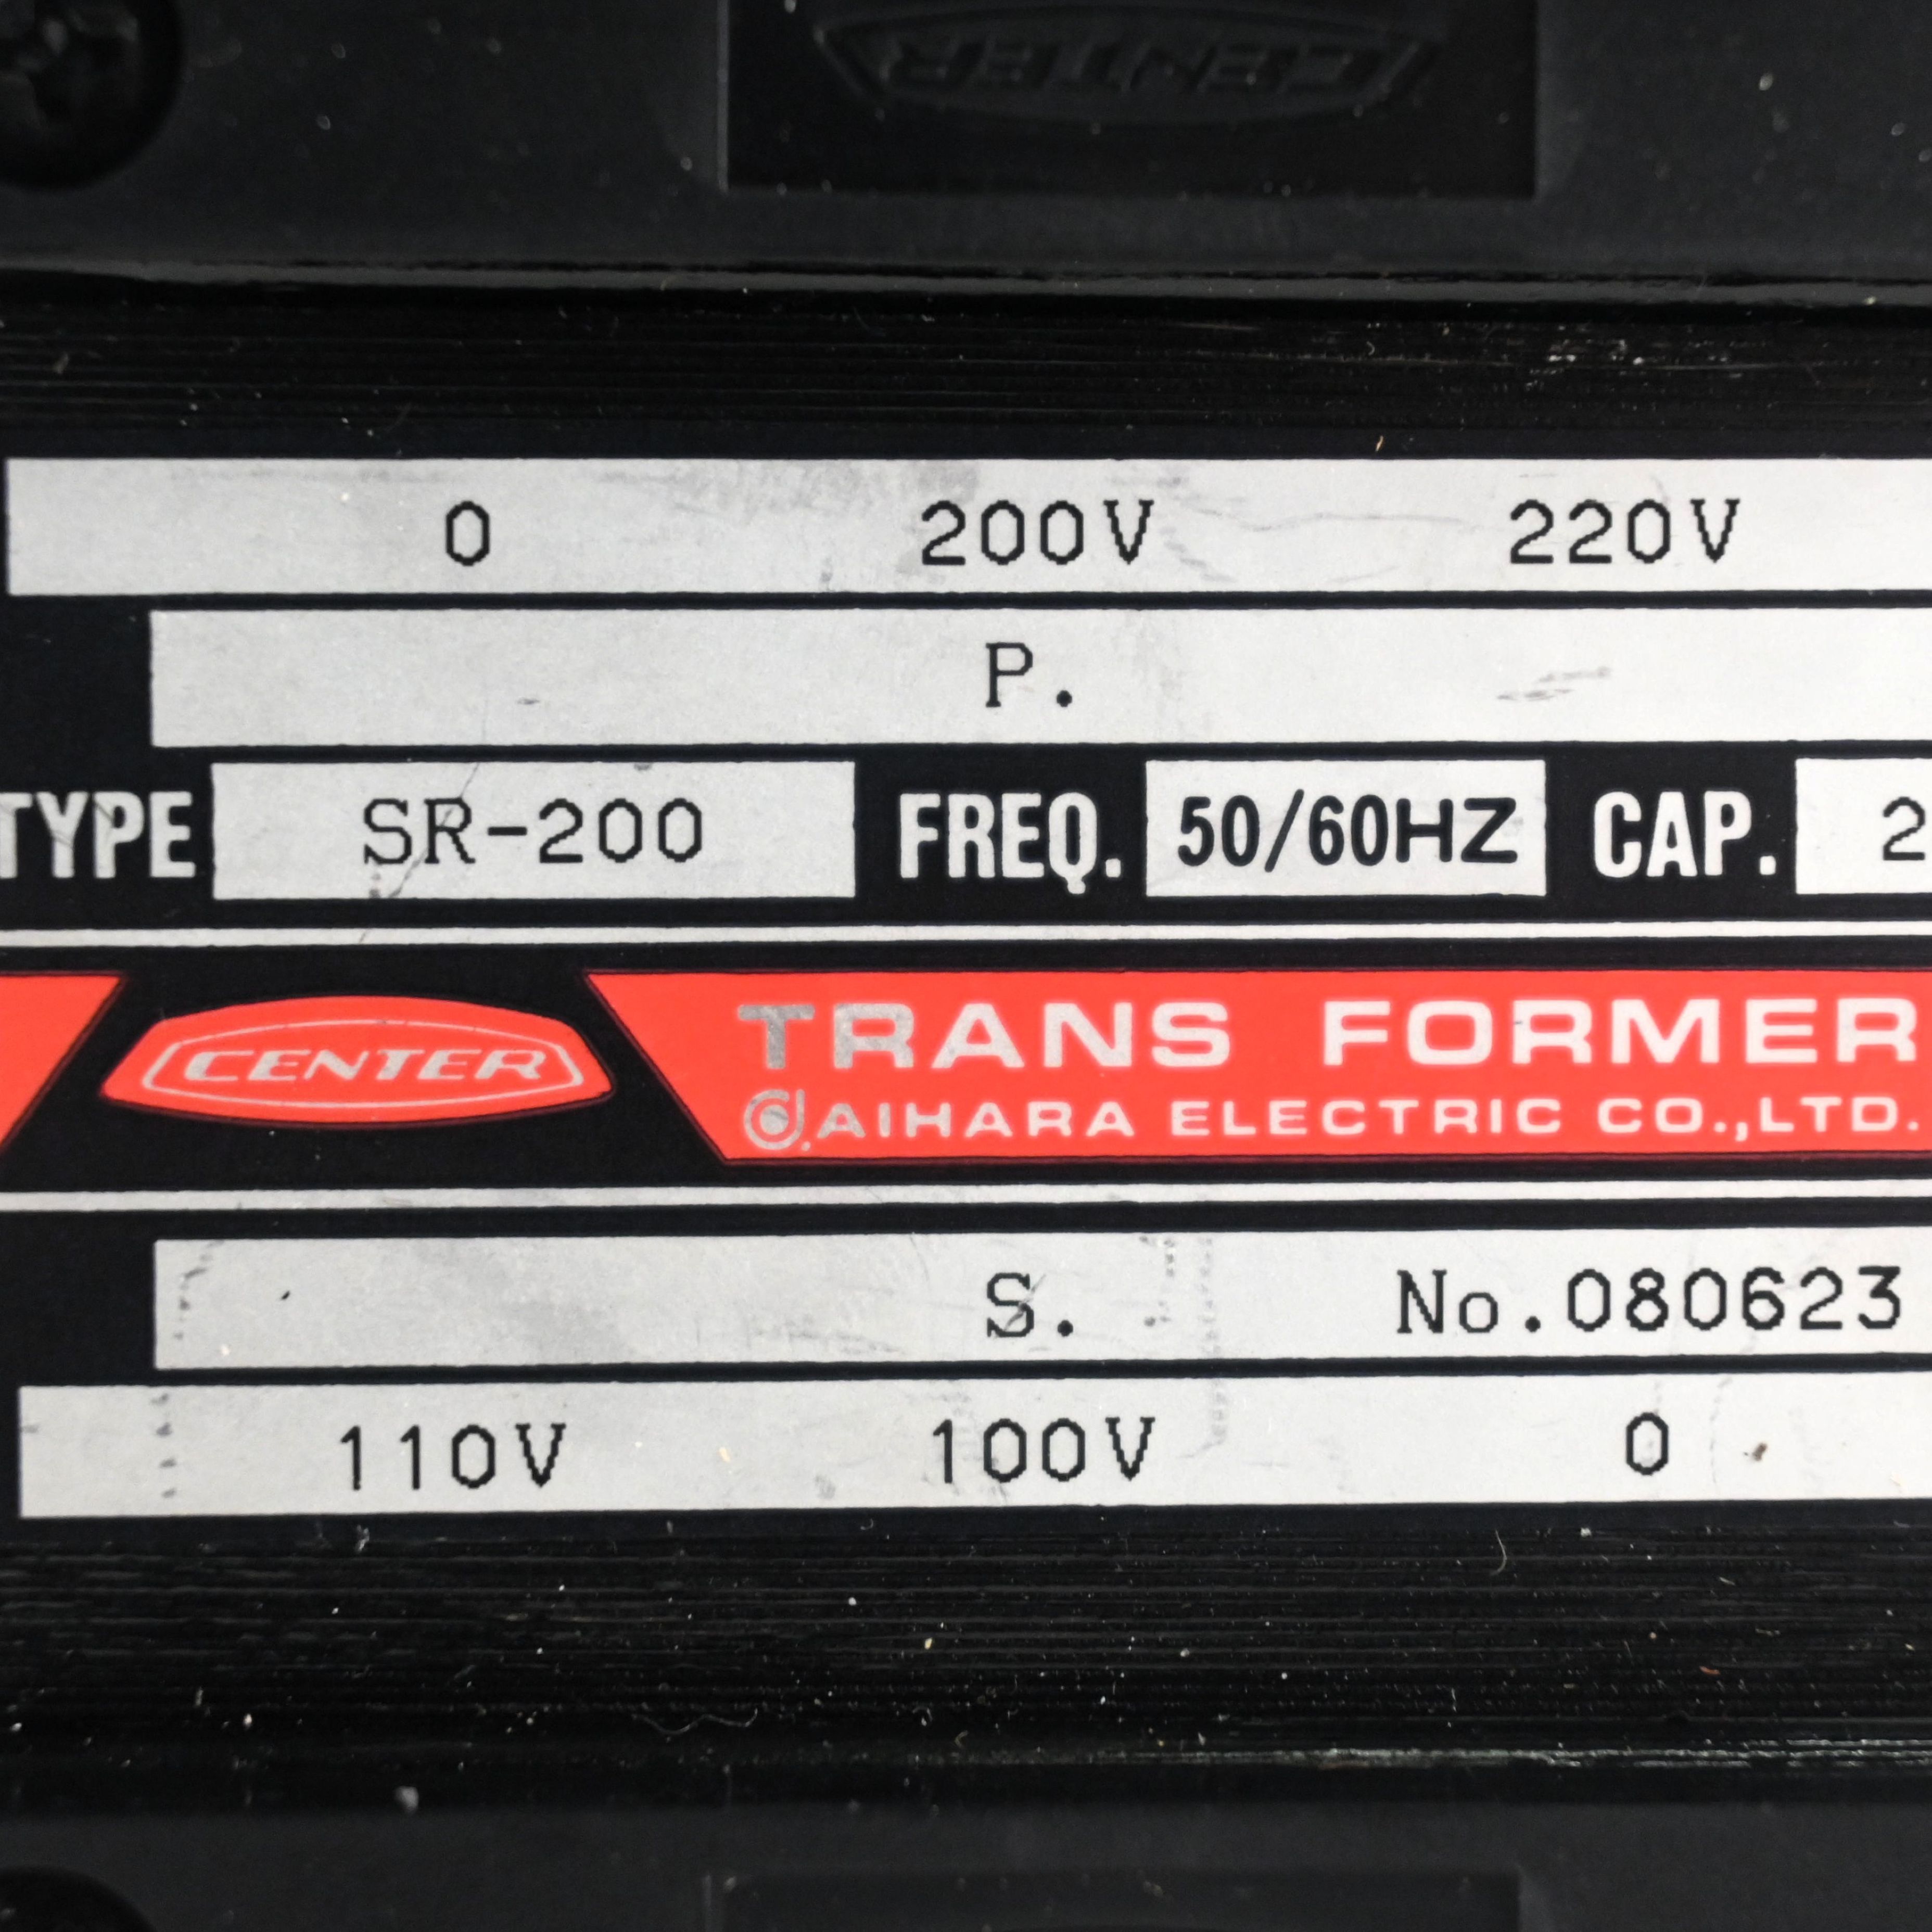 CENTER
0 200V 220V
P.
TYPE SR-200 FREQ. 50/60HZ CAP. 2
CENTER
TRANS FORMER
AIHARA ELECTRIC CO.,LTD.
S. No.080623
110V 100V 0